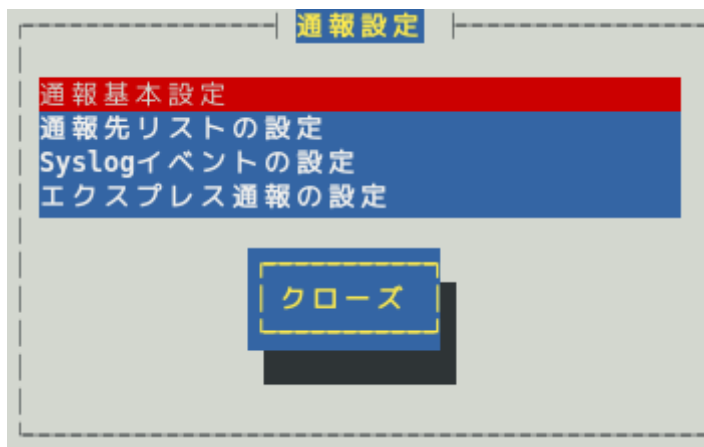 通報設定
通報基本設定
通報先リストの設定
Syslogイベントの設定
エクスプレス通報の設定
クローズ